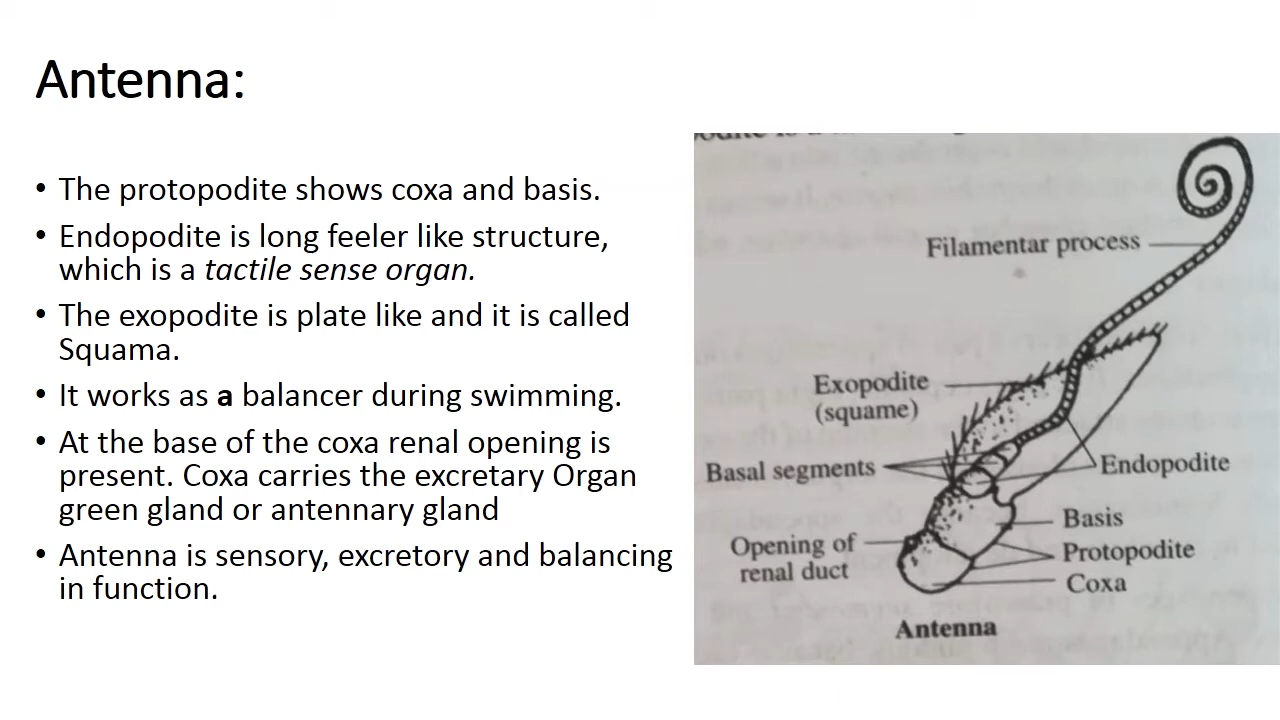 Antenna:
• The protopodite shows coxa and basis.
• Endopodite is long feeler like structure,
which is a tactile sense organ.
• The exopodite is plate like and it is called
Squama.
• It works as a balancer during swimming.
• At the base of the coxa renal opening is
present. Coxa carries the excretary Organ
green gland or antennary gland
• Antenna is sensory, excretory and balancing
in function.
Filamentar process
Exopodite
(squame)
Basal segments
Endopodite
Basis
Opening of
renal duct
Protopodite
Coxa
Antenna